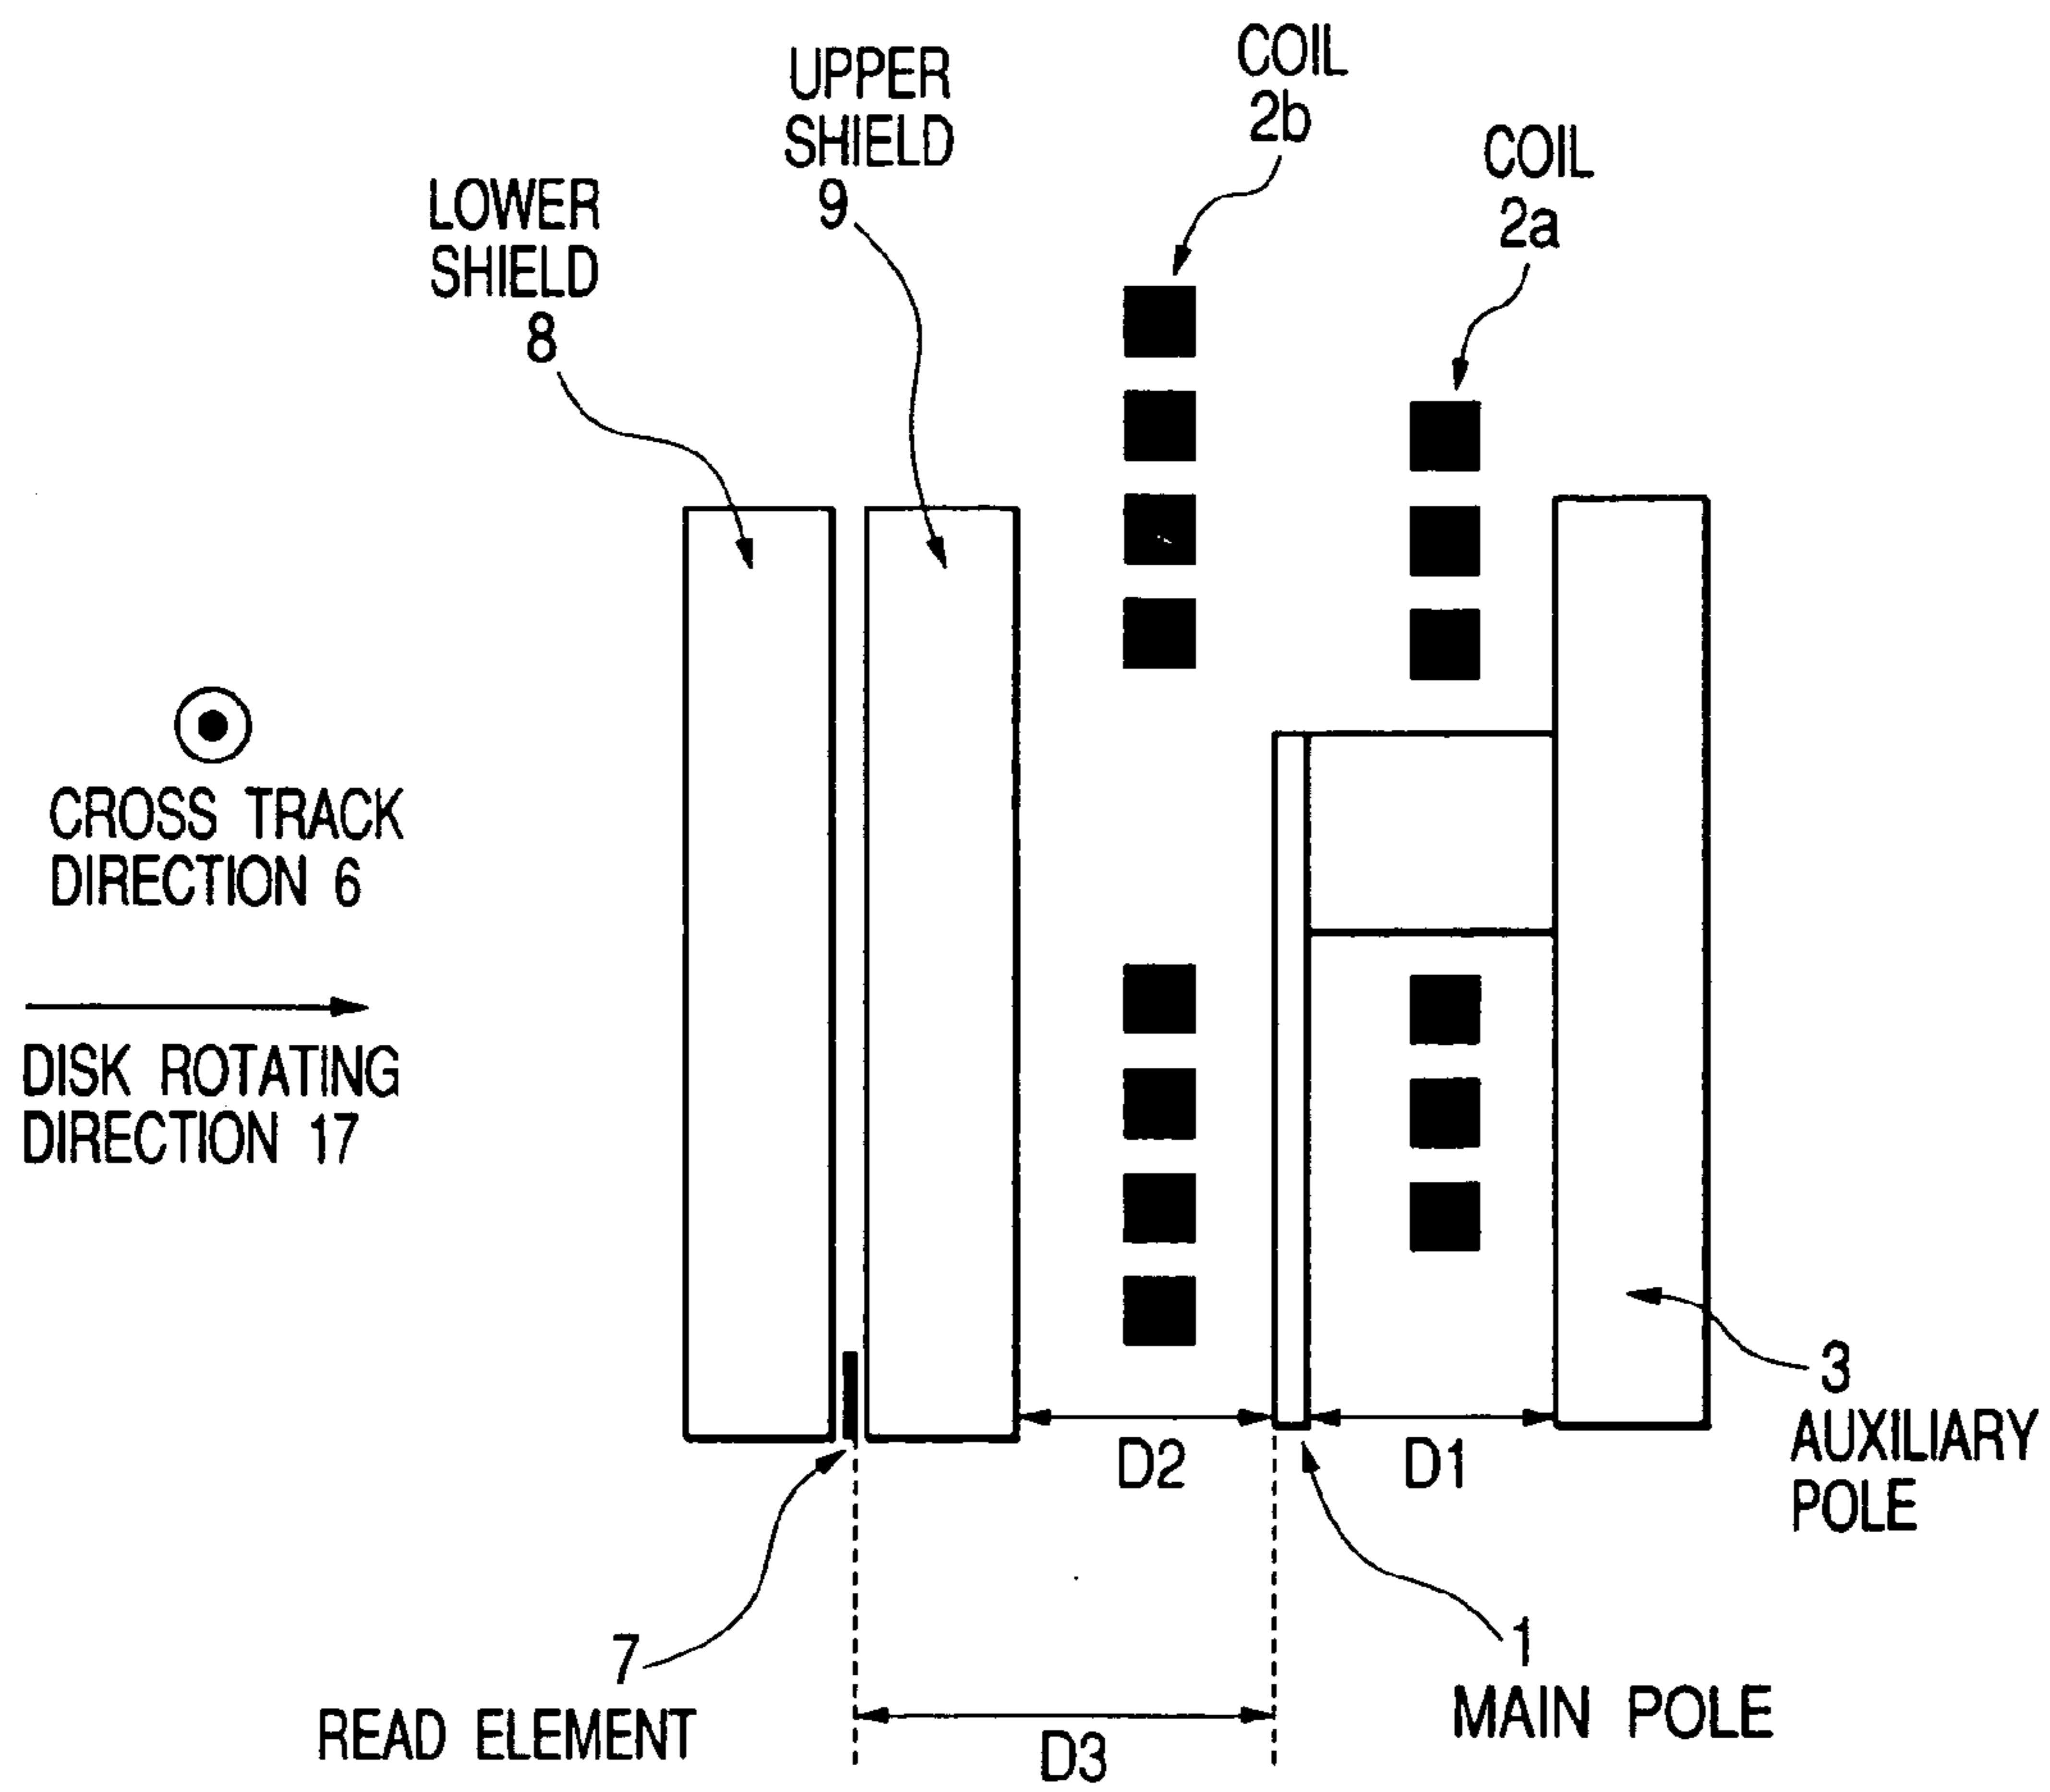 COIL
2b
UPPER
SHIELD
9
COIL
2a
LOWER
SHIELD
8
CROSS TRACK
DIRECTION 6
DISK ROTATING
DIRECTION 17
3
AUXILIARY
POLE
D2
D1
7
READ ELEMENT
1
MAIN POLE
D3